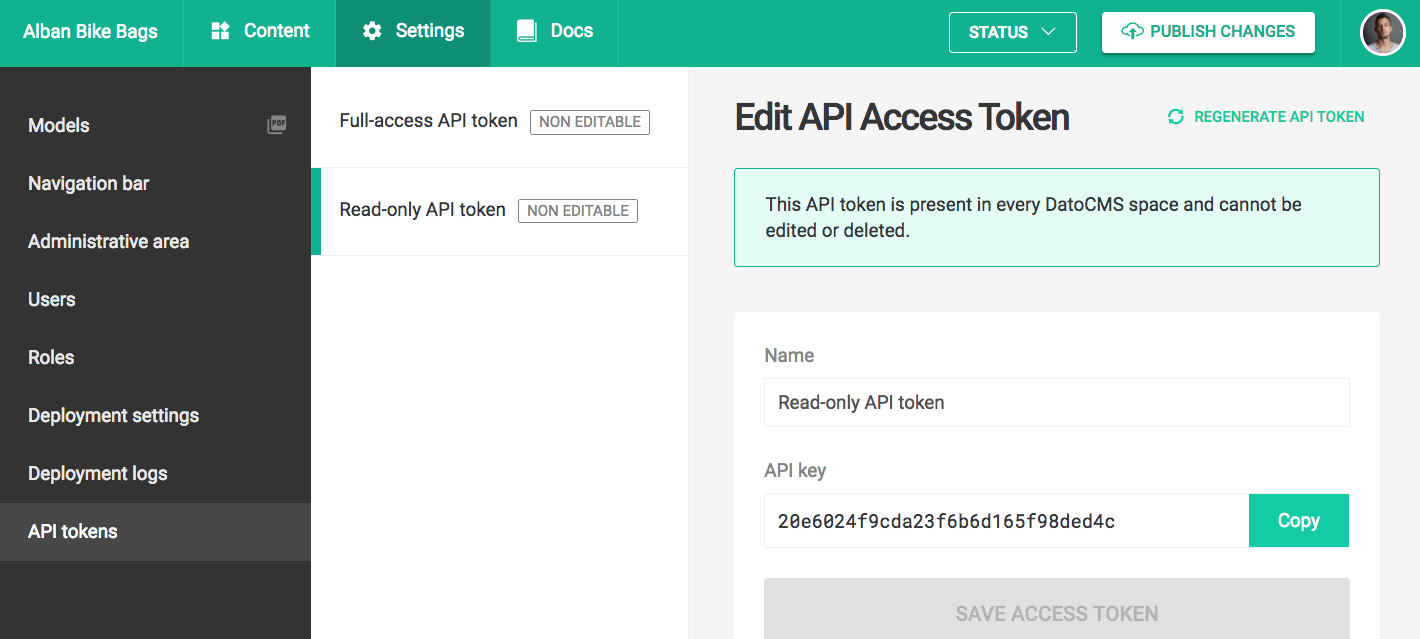 Alban Bike Bags
Content
Settings
Docs
STATUS
PUBLISH CHANGES
Models
PDF
Navigation bar
Administrative area
Users
Roles
Deployment settings
Deployment logs
API tokens
Full-access API token NON EDITABLE
Read-only API token NON EDITABLE
Edit API Access Token
REGENERATE API TOKEN
This API token is present in every DatoCMS space and cannot be
edited or deleted.
Name
Read-only API token
API key
20e6024f9cda23f6b6d165f98ded4c
Copy
SAVE ACCESS TOKEN